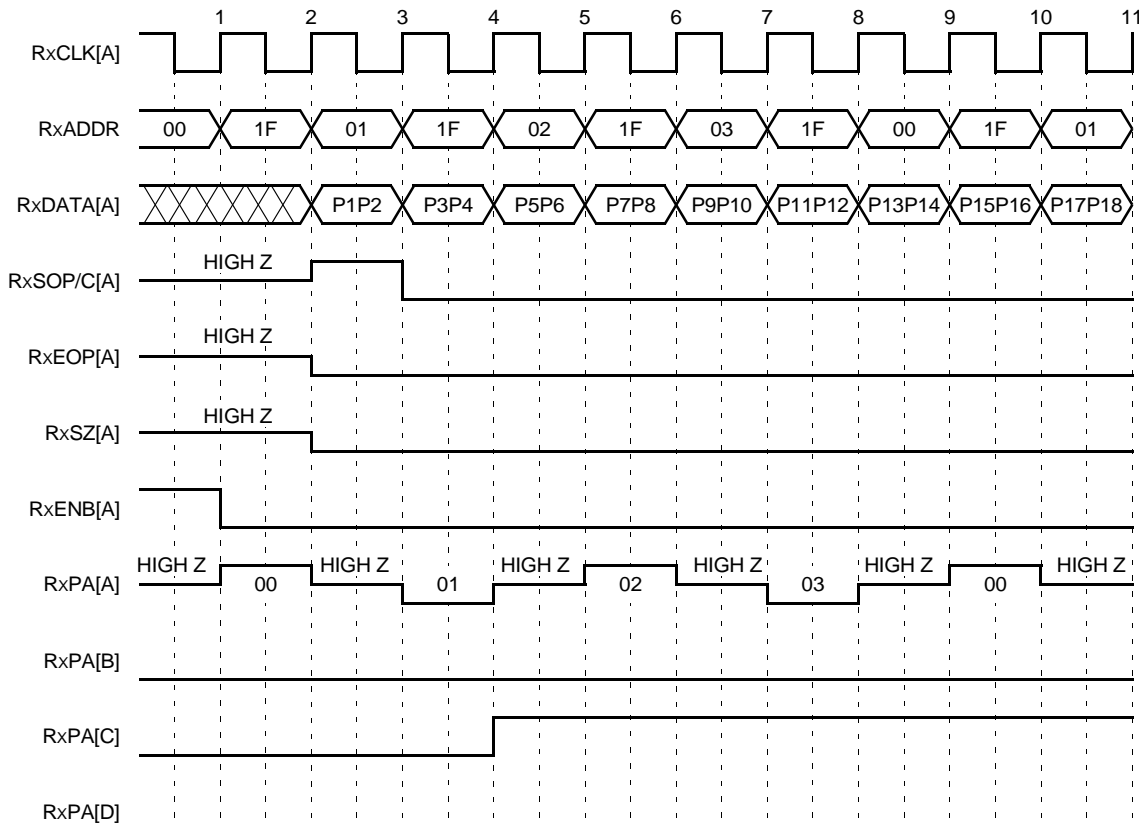 1 2 3 4 5 6 7 8 9 10 11
RxCLK[A]
RxADDR 00 1F 01 1F 02 1F 03 1F 00 1F 01
RxDATA[A] P1P2 P3P4 P5P6 P7P8 P9P10 P11P12 P13P14 P15P16 P17P18
HIGH Z
RxSOP/C[A]
HIGH Z
RxEOP[A]
HIGH Z
RxSZ[A]
RxENB[A]
HIGH Z HIGH Z HIGH Z HIGH Z HIGH Z HIGH Z
RxPA[A] 00 01 02 03 00
RxPA[B]
RxPA[C]
RxPA[D]